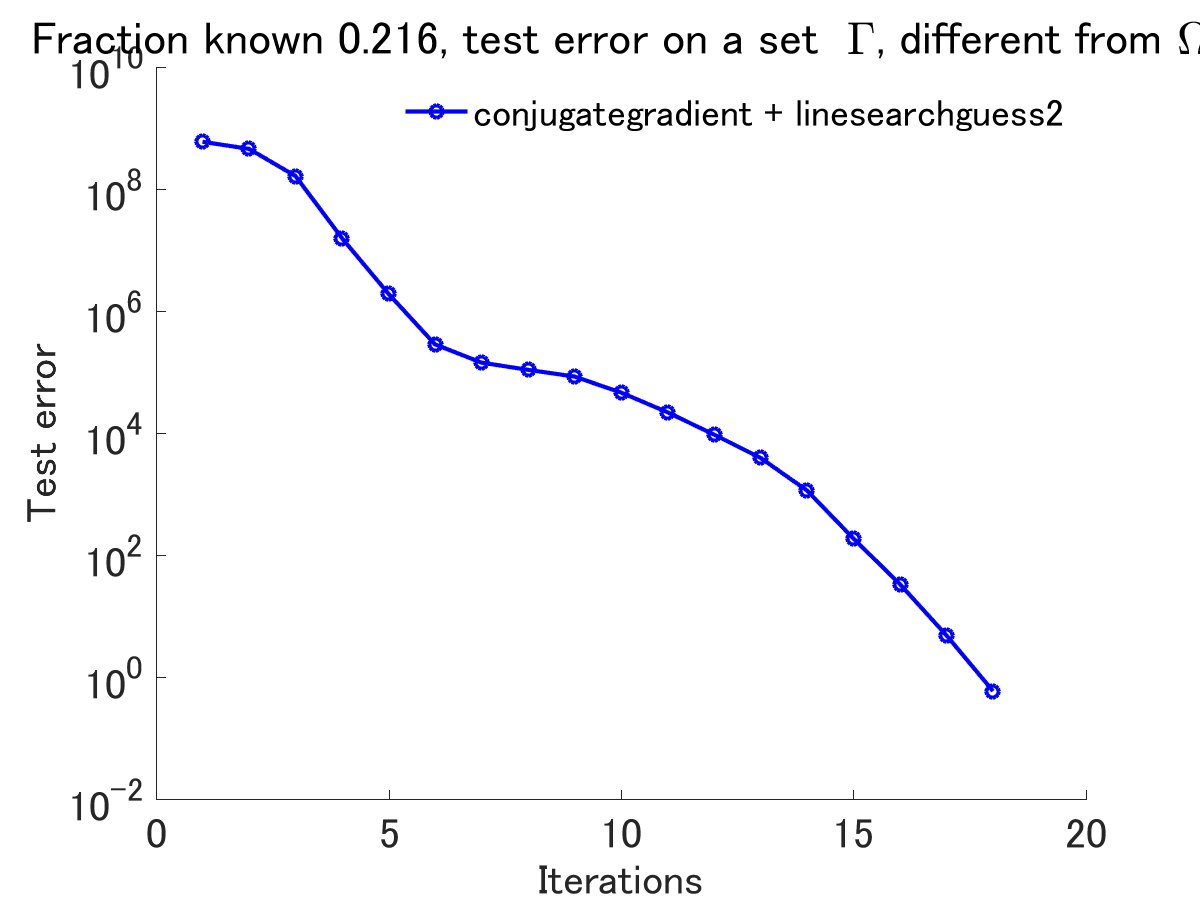 Fraction known 0.216, test error on a set Γ, different from Ω
conjugategradient + linesearchguess2
10^10
10^8
10^6
10^4
10^2
10^0
10^−2
Test error
0 5 10 15 20
Iterations